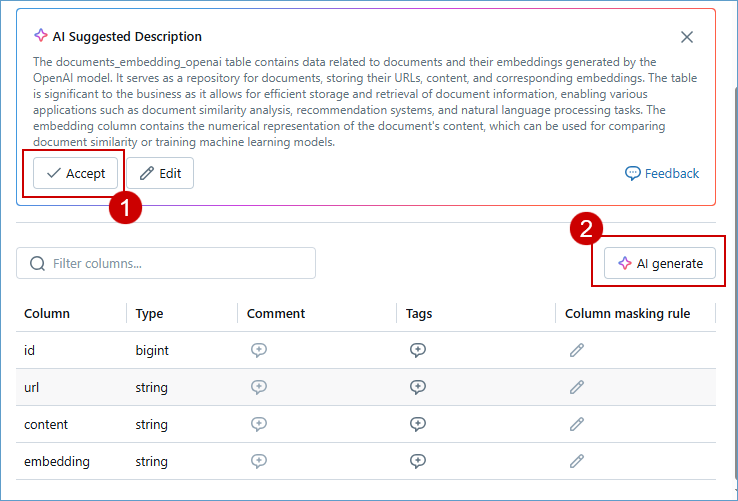 AI Suggested Description
The documents_embedding_openai table contains data related to documents and their embeddings generated by the
OpenAI model. It serves as a repository for documents, storing their URLs, content, and corresponding embeddings. The table
is significant to the business as it allows for efficient storage and retrieval of document information, enabling various
applications such as document similarity analysis, recommendation systems, and natural language processing tasks. The
embedding column contains the numerical representation of the document's content, which can be used for comparing
document similarity or training machine learning models.
Accept Edit Feedback
1
2
Filter columns... AI generate
Column Type Comment Tags Column masking rule
id bigint
url string
content string
embedding string